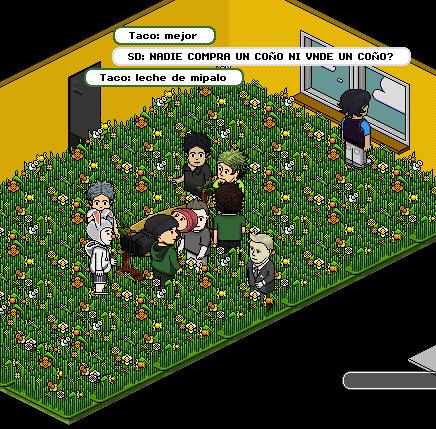 Taco: mejor
SD: NADIE COMPRA UN COñO NI VNDE UN COñO?
Taco: leche de mipalo